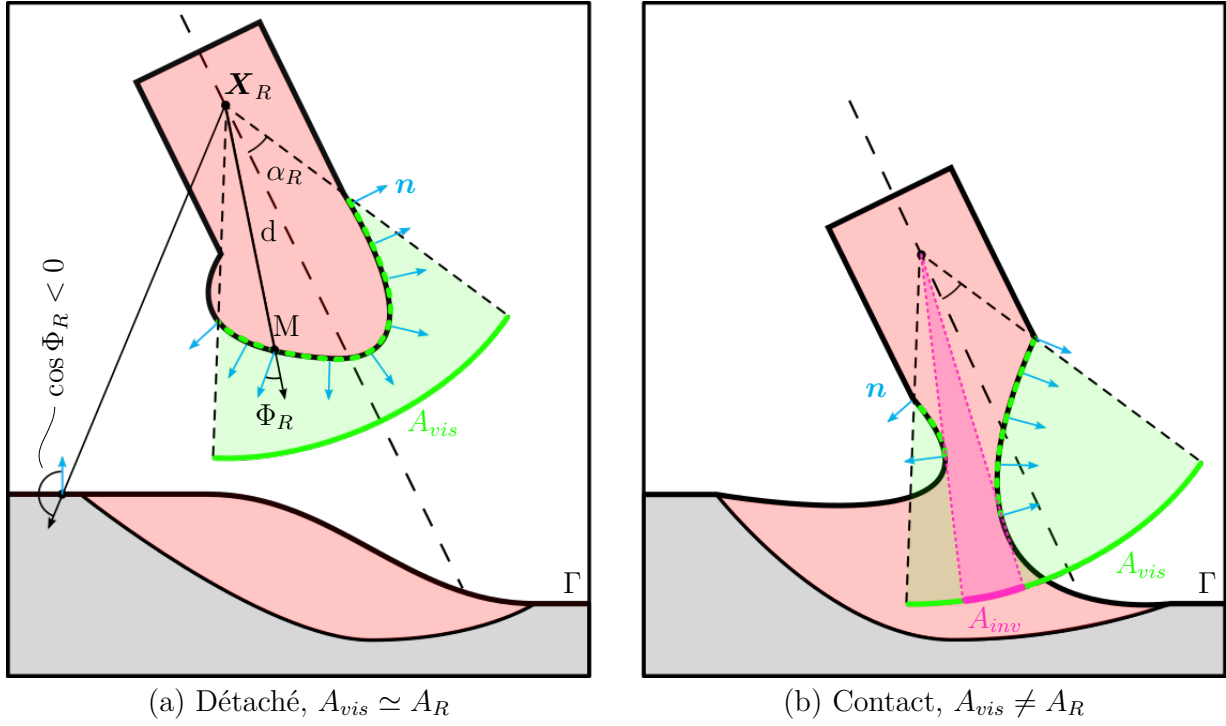 X_R
α_R
n
d
cos Φ_R < 0
M
Φ_R
A_vis
Γ
n
A_vis
A_inv
Γ
(a) Détaché, A_vis ≃ A_R
(b) Contact, A_vis ≠ A_R